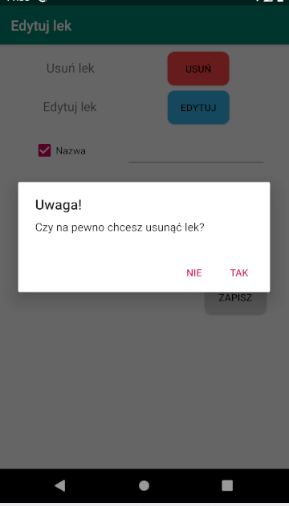 Edytuj lek
Usuń lek
USUŃ
Edytuj lek
EDYTUJ
Nazwa
Uwaga!
Czy na pewno chcesz usunąć lek?
NIE TAK
ZAPISZ